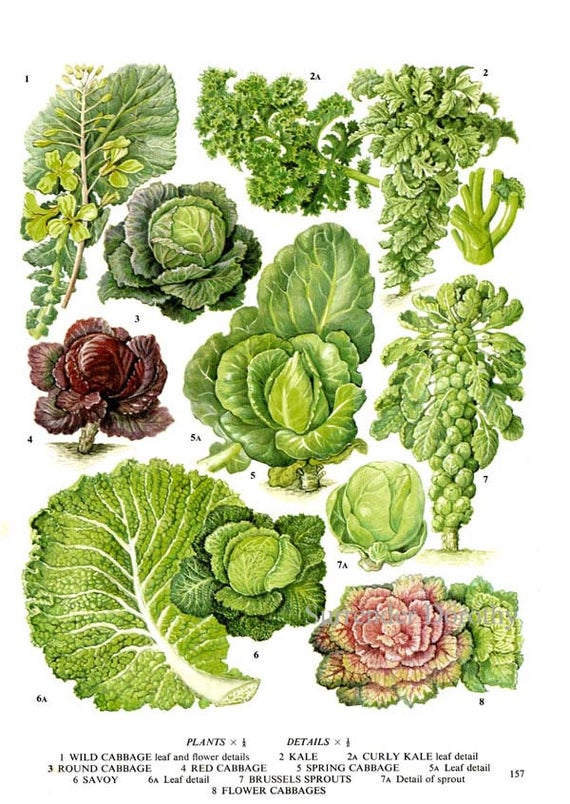 1
2A
2
3
4
5A
5
7
7A
6
6A
8
PLANTS × ⅛ DETAILS × ½
1 WILD CABBAGE leaf and flower details 2 KALE 2A CURLY KALE leaf detail
3 ROUND CABBAGE 4 RED CABBAGE 5 SPRING CABBAGE 5A Leaf detail
6 SAVOY 6A Leaf detail 7 BRUSSELS SPROUTS 7A Detail of sprout
8 FLOWER CABBAGES
157